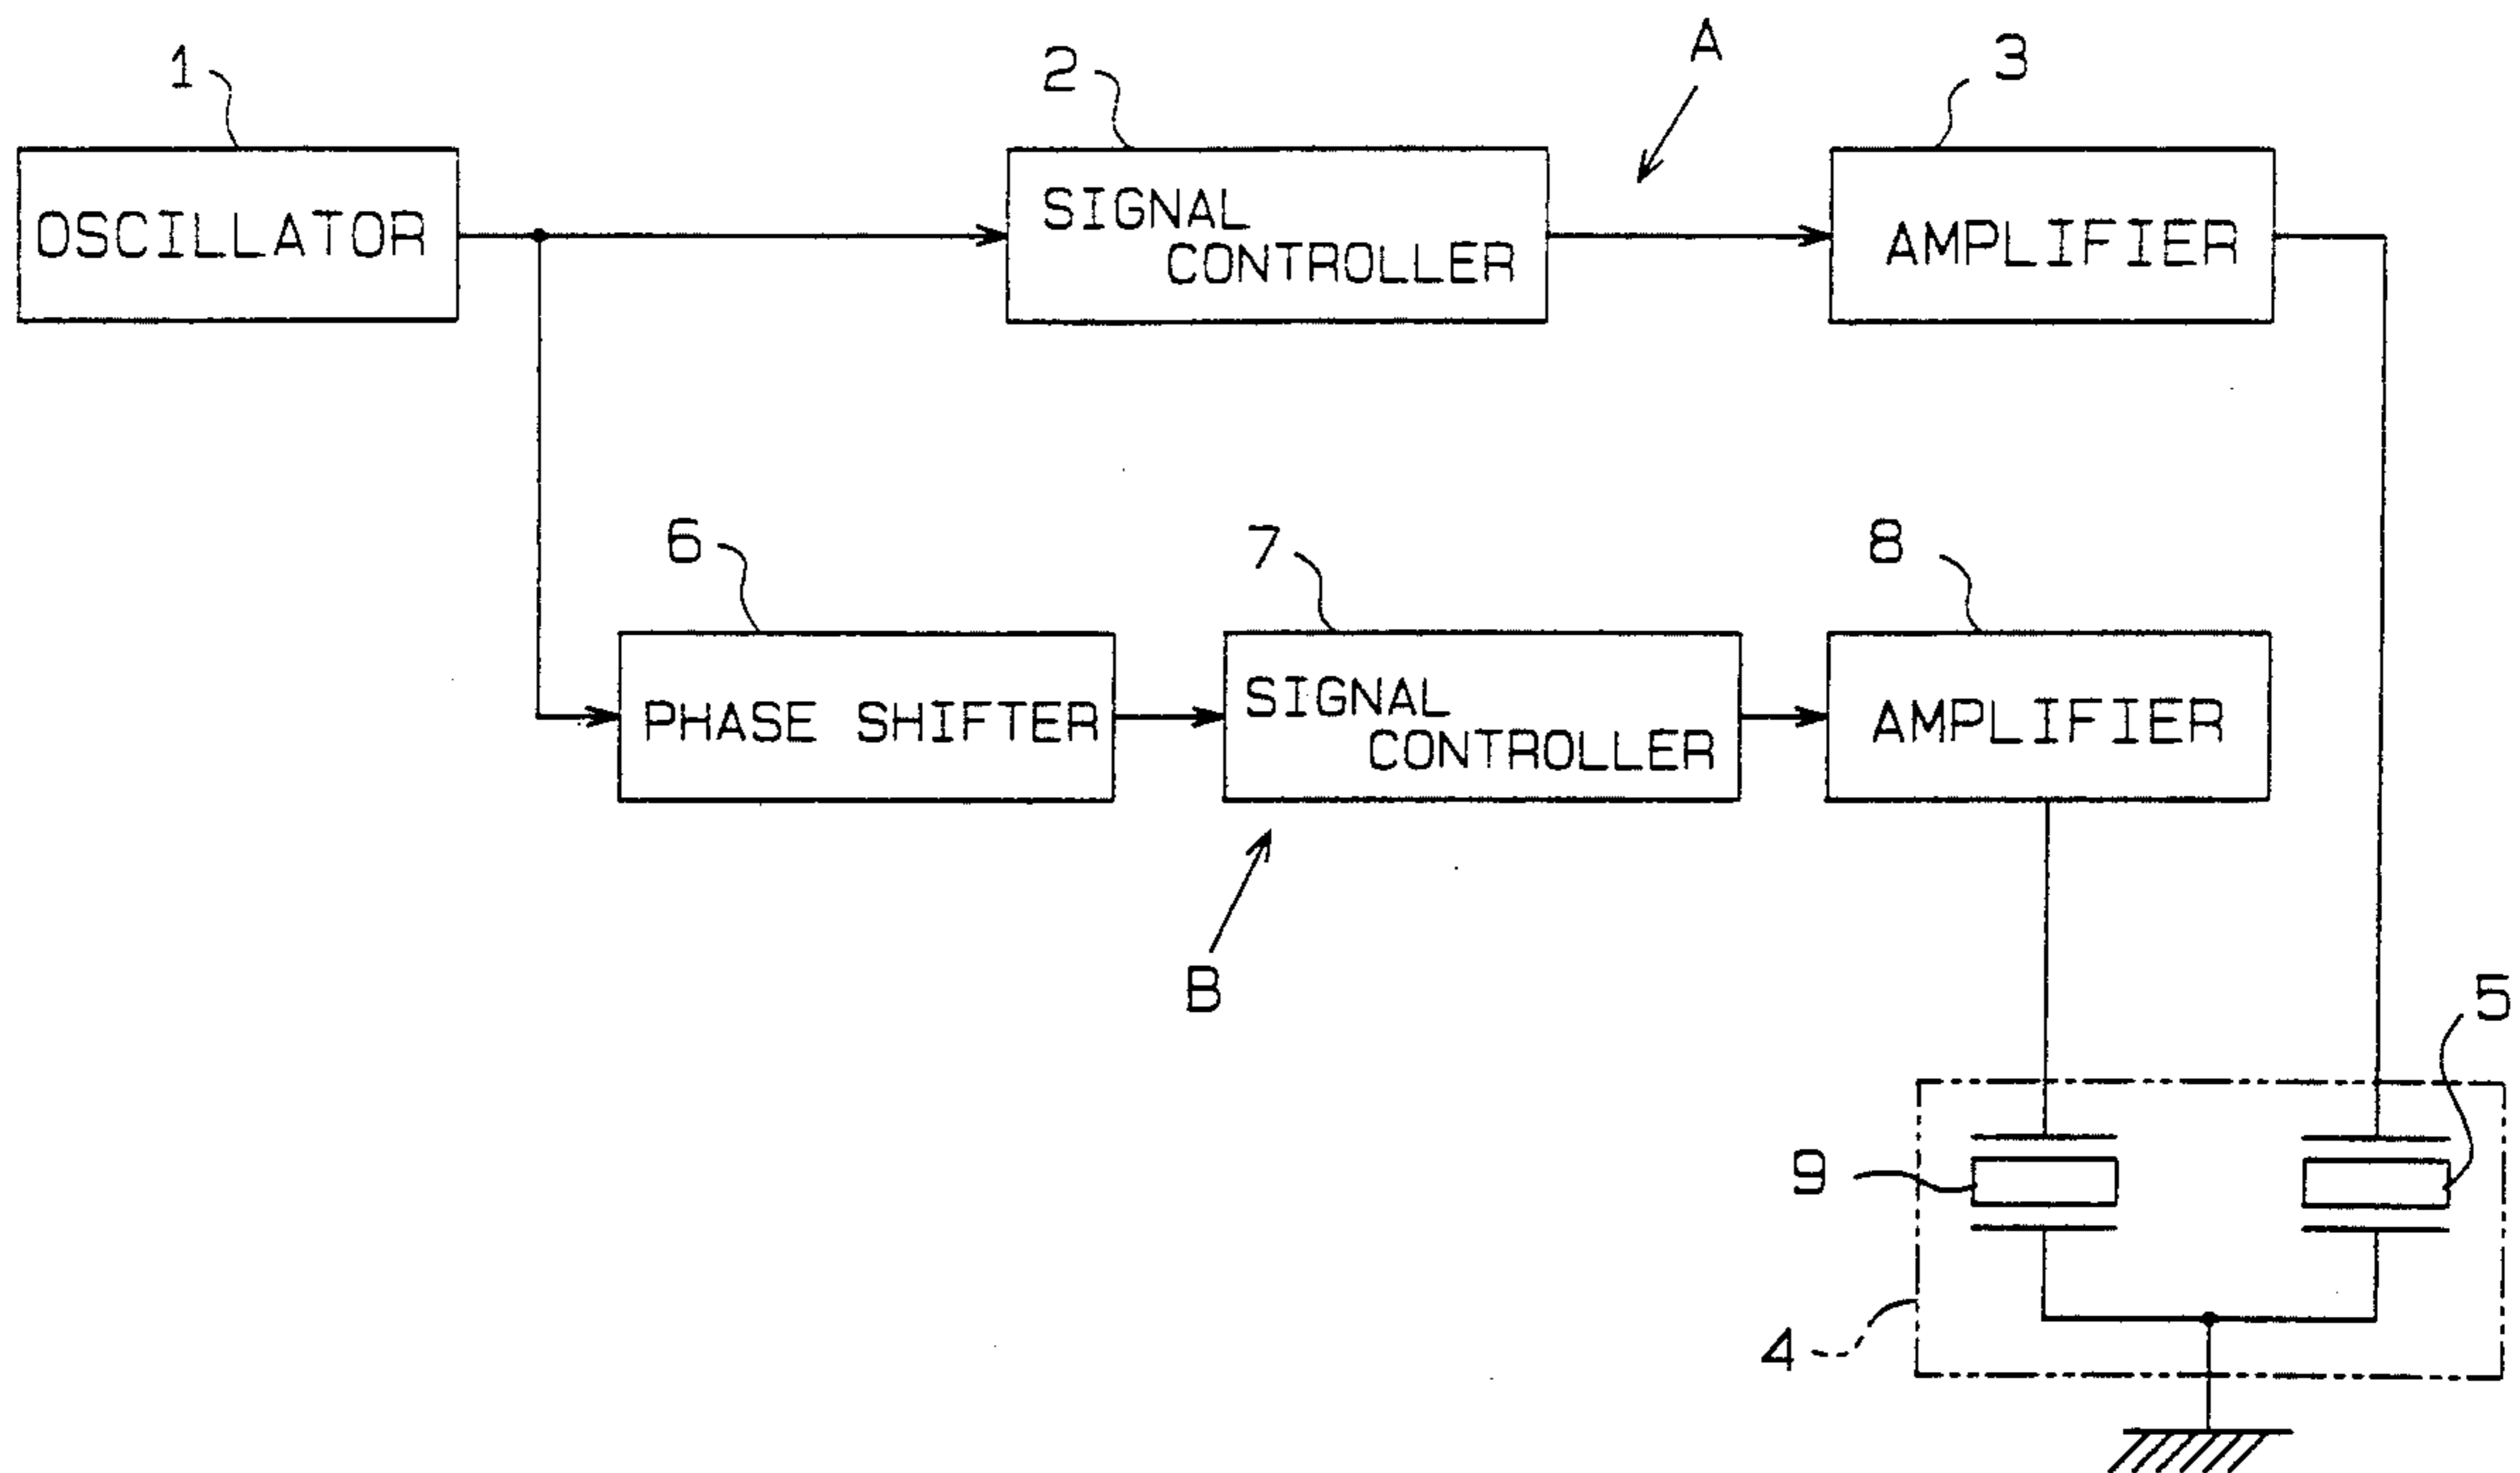 1
2
A
3
OSCILLATOR
SIGNAL
CONTROLLER
AMPLIFIER
6
7
8
PHASE SHIFTER
SIGNAL
CONTROLLER
AMPLIFIER
B
5
9
4